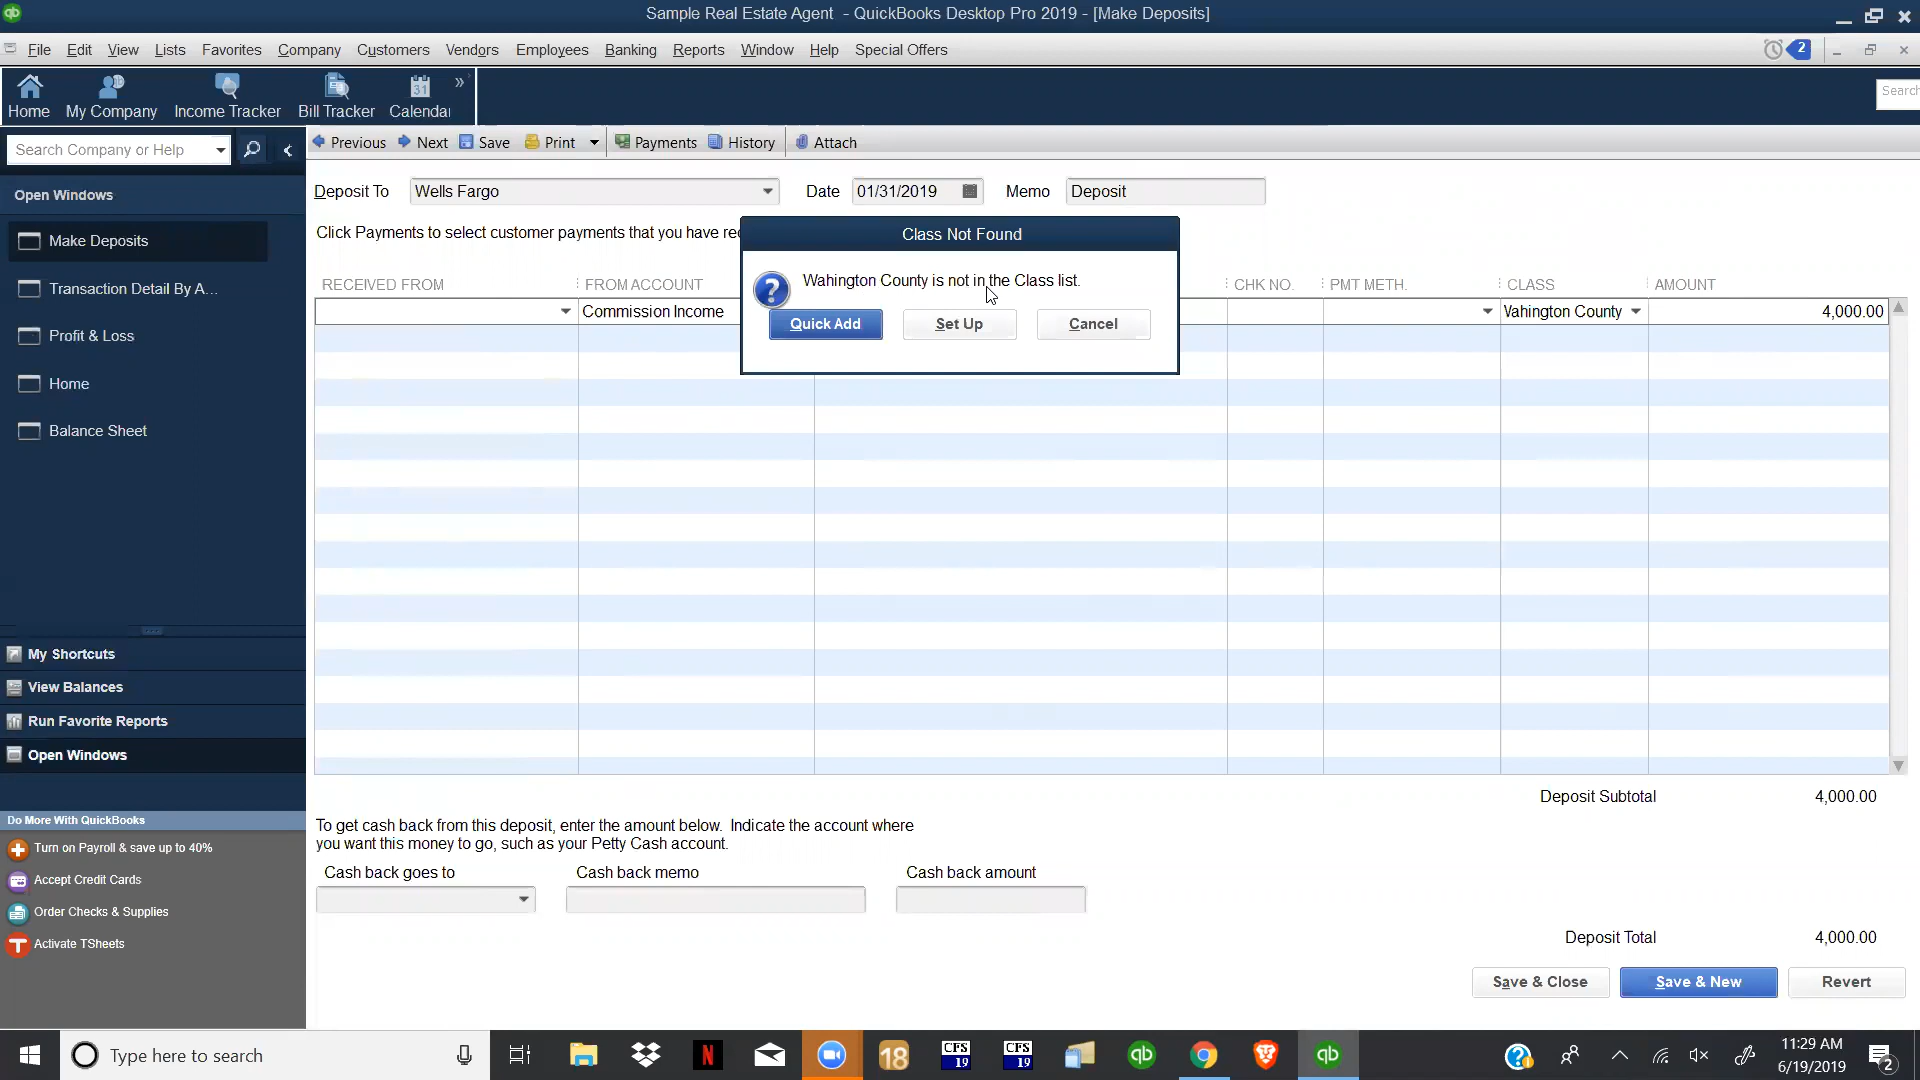 Sample Real Estate Agent - QuickBooks Desktop Pro 2019 - [Make Deposits]
File Edit View Lists Favorites Company Customers Vendors Employees Banking Reports Window Help Special Offers
2
Home My Company Income Tracker Bill Tracker Calenda
Search
Search Company or Help
Previous Next Save Print Payments History Attach
Open Windows
Make Deposits
Transaction Detail By A...
Profit & Loss
Home
Balance Sheet
My Shortcuts
View Balances
Run Favorite Reports
Open Windows
Do More With QuickBooks
Turn on Payroll & save up to 40%
Accept Credit Cards
Order Checks & Supplies
Activate TSheets
Deposit To Wells Fargo Date 01/31/2019 Memo Deposit
Click Payments to select customer payments that you have rec
RECEIVED FROM FROM ACCOUNT CHK NO. PMT METH. CLASS AMOUNT
Commission Income Vahington County 4,000.00
Class Not Found
Wahington County is not in the Class list.
Quick Add Set Up Cancel
Deposit Subtotal 4,000.00
To get cash back from this deposit, enter the amount below. Indicate the account where
you want this money to go, such as your Petty Cash account.
Cash back goes to Cash back memo Cash back amount
Deposit Total 4,000.00
Save & Close Save & New Revert
Type here to search
18
CFS
19
CFS
19
11:29 AM
6/19/2019
2